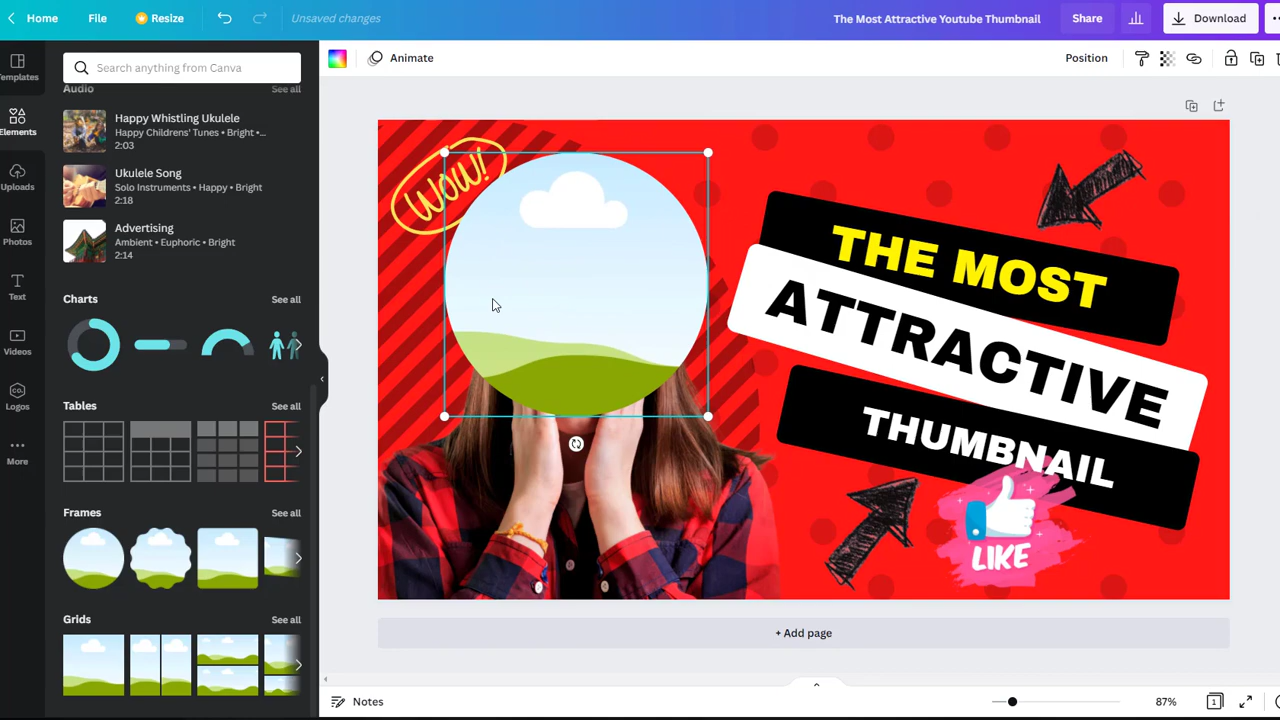 Home File Resize Unsaved changes The Most Attractive Youtube Thumbnail Share Download
Templates
Elements
Uploads
Photos
Text
Videos
CO.
Logos
More
Search anything from Canva
Audio See all
Happy Whistling Ukulele
Happy Childrens' Tunes • Bright •...
2:03
Ukulele Song
Solo Instruments • Happy • Bright
2:18
Advertising
Ambient • Euphoric • Bright
2:14
Charts See all
Tables See all
Frames See all
Grids See all
Animate Position
WOW!
THE MOST
ATTRACTIVE
THUMBNAIL
LIKE
+ Add page
Notes 87% 1